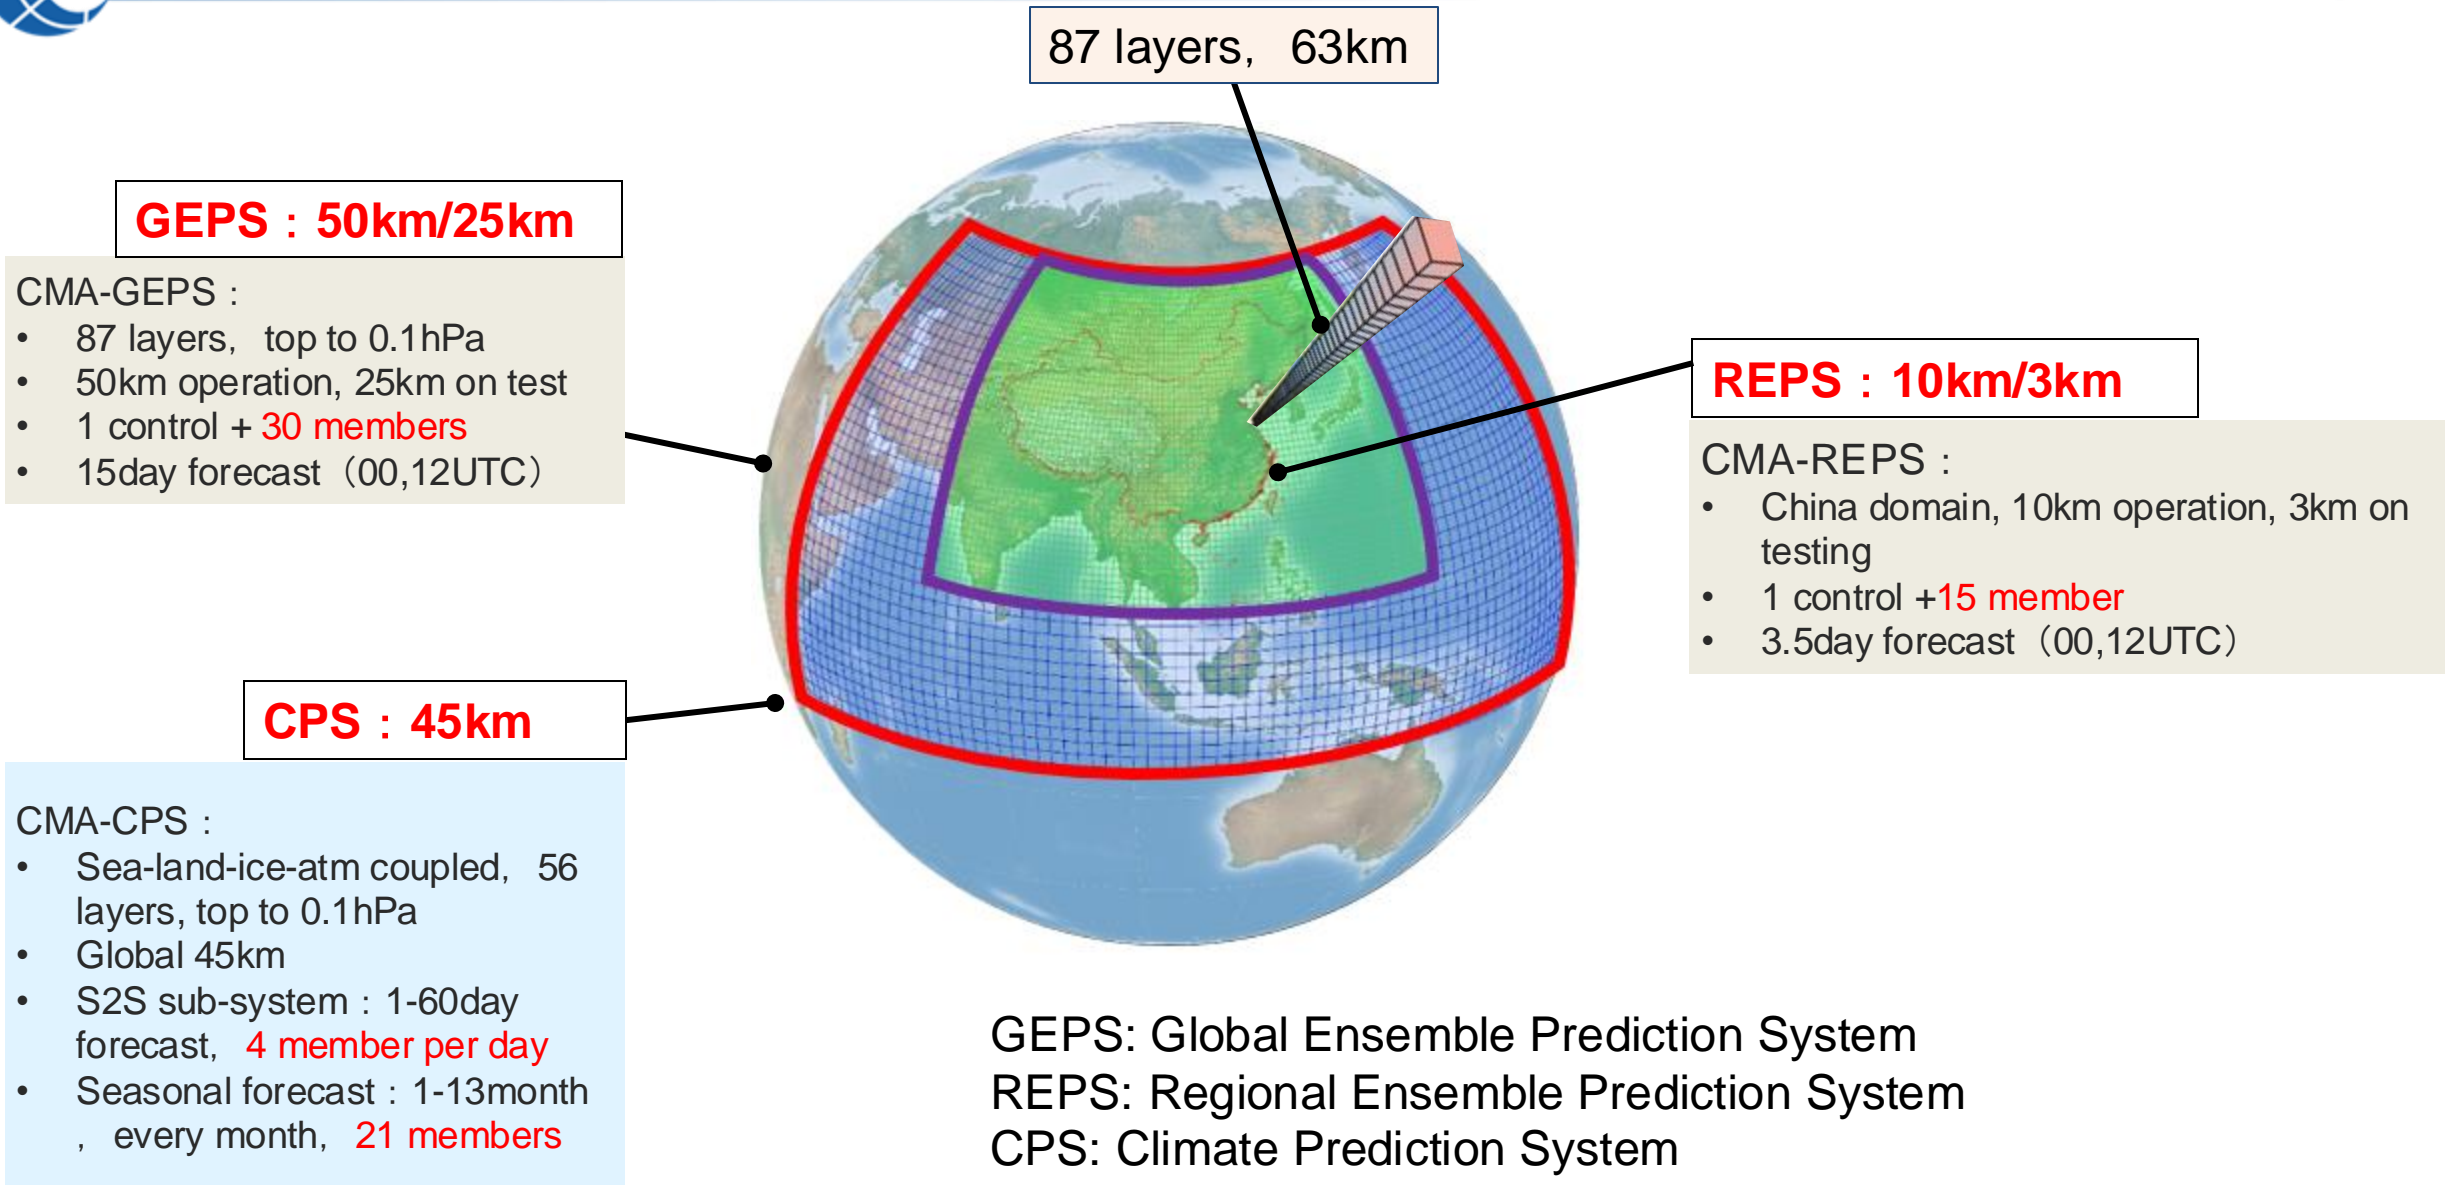 87 layers, 63km
GEPS：50km/25km
CMA-GEPS：
• 87 layers, top to 0.1hPa
• 50km operation, 25km on test
• 1 control + 30 members
• 15day forecast（00,12UTC）
REPS：10km/3km
CMA-REPS：
• China domain, 10km operation, 3km on
testing
• 1 control +15 member
• 3.5day forecast（00,12UTC）
CPS：45km
CMA-CPS：
• Sea-land-ice-atm coupled, 56
layers, top to 0.1hPa
• Global 45km
• S2S sub-system：1-60day
forecast, 4 member per day
• Seasonal forecast：1-13month
, every month, 21 members
GEPS: Global Ensemble Prediction System
REPS: Regional Ensemble Prediction System
CPS: Climate Prediction System